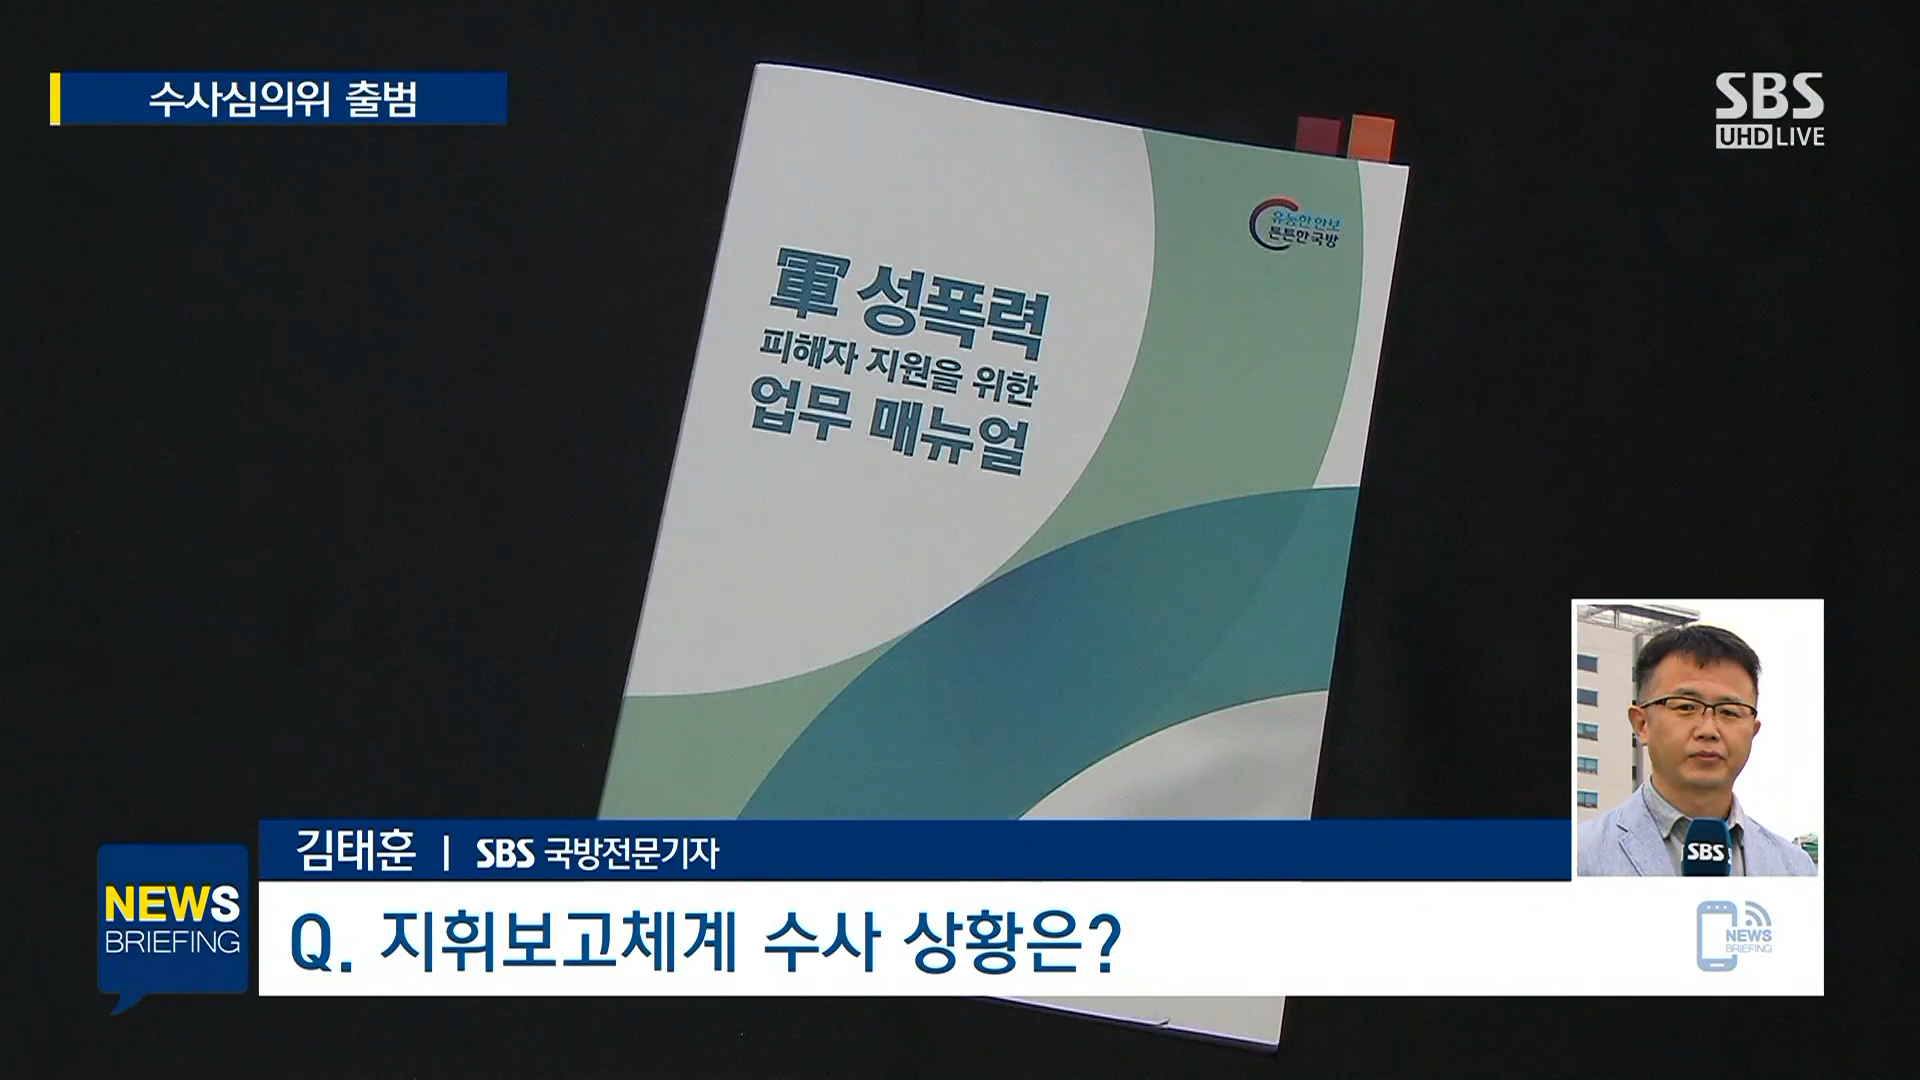 수사심의위 출범
SBS
UHD LIVE
유능한 안보
튼튼한 국방
軍 성폭력
피해자 지원을 위한
업무 매뉴얼
김태훈 | SBS 국방전문기자
SBS
NEWS
BRIEFING
Q. 지휘보고체계 수사 상황은?
NEWS
BRIEFING